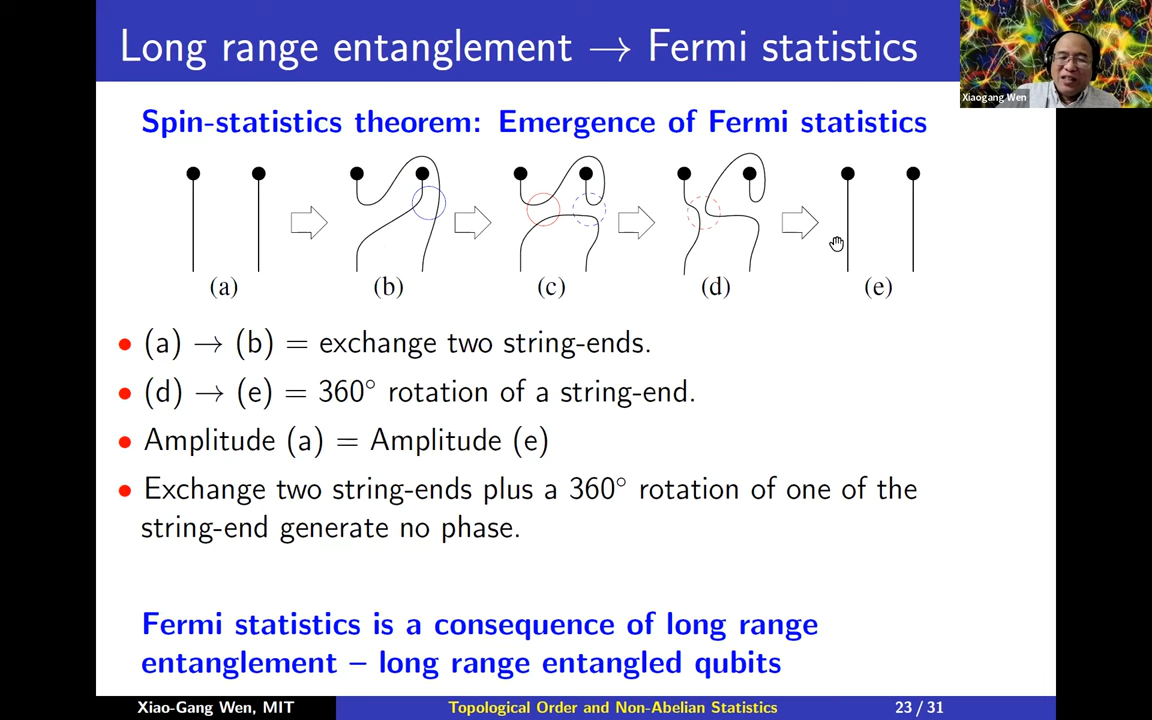 Long range entanglement → Fermi statistics
Xiaogang Wen
Spin-statistics theorem: Emergence of Fermi statistics
(a) (b) (c) (d) (e)
• (a) → (b) = exchange two string-ends.
• (d) → (e) = 360° rotation of a string-end.
• Amplitude (a) = Amplitude (e)
• Exchange two string-ends plus a 360° rotation of one of the
string-end generate no phase.
Fermi statistics is a consequence of long range
entanglement – long range entangled qubits
Xiao-Gang Wen, MIT Topological Order and Non-Abelian Statistics 23 / 31